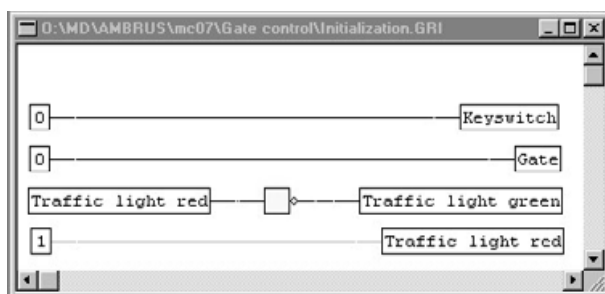 O:\MD\AMBRUS\mc07\Gate control\Initialization.GRI
0 Keyswitch
0 Gate
Traffic light red Traffic light green
1 Traffic light red